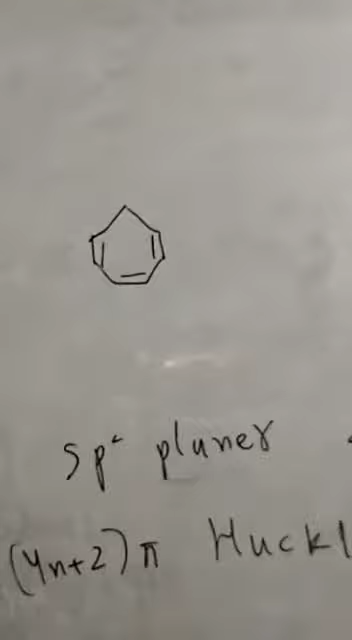 sp² planer
(4n+2) π Huckl